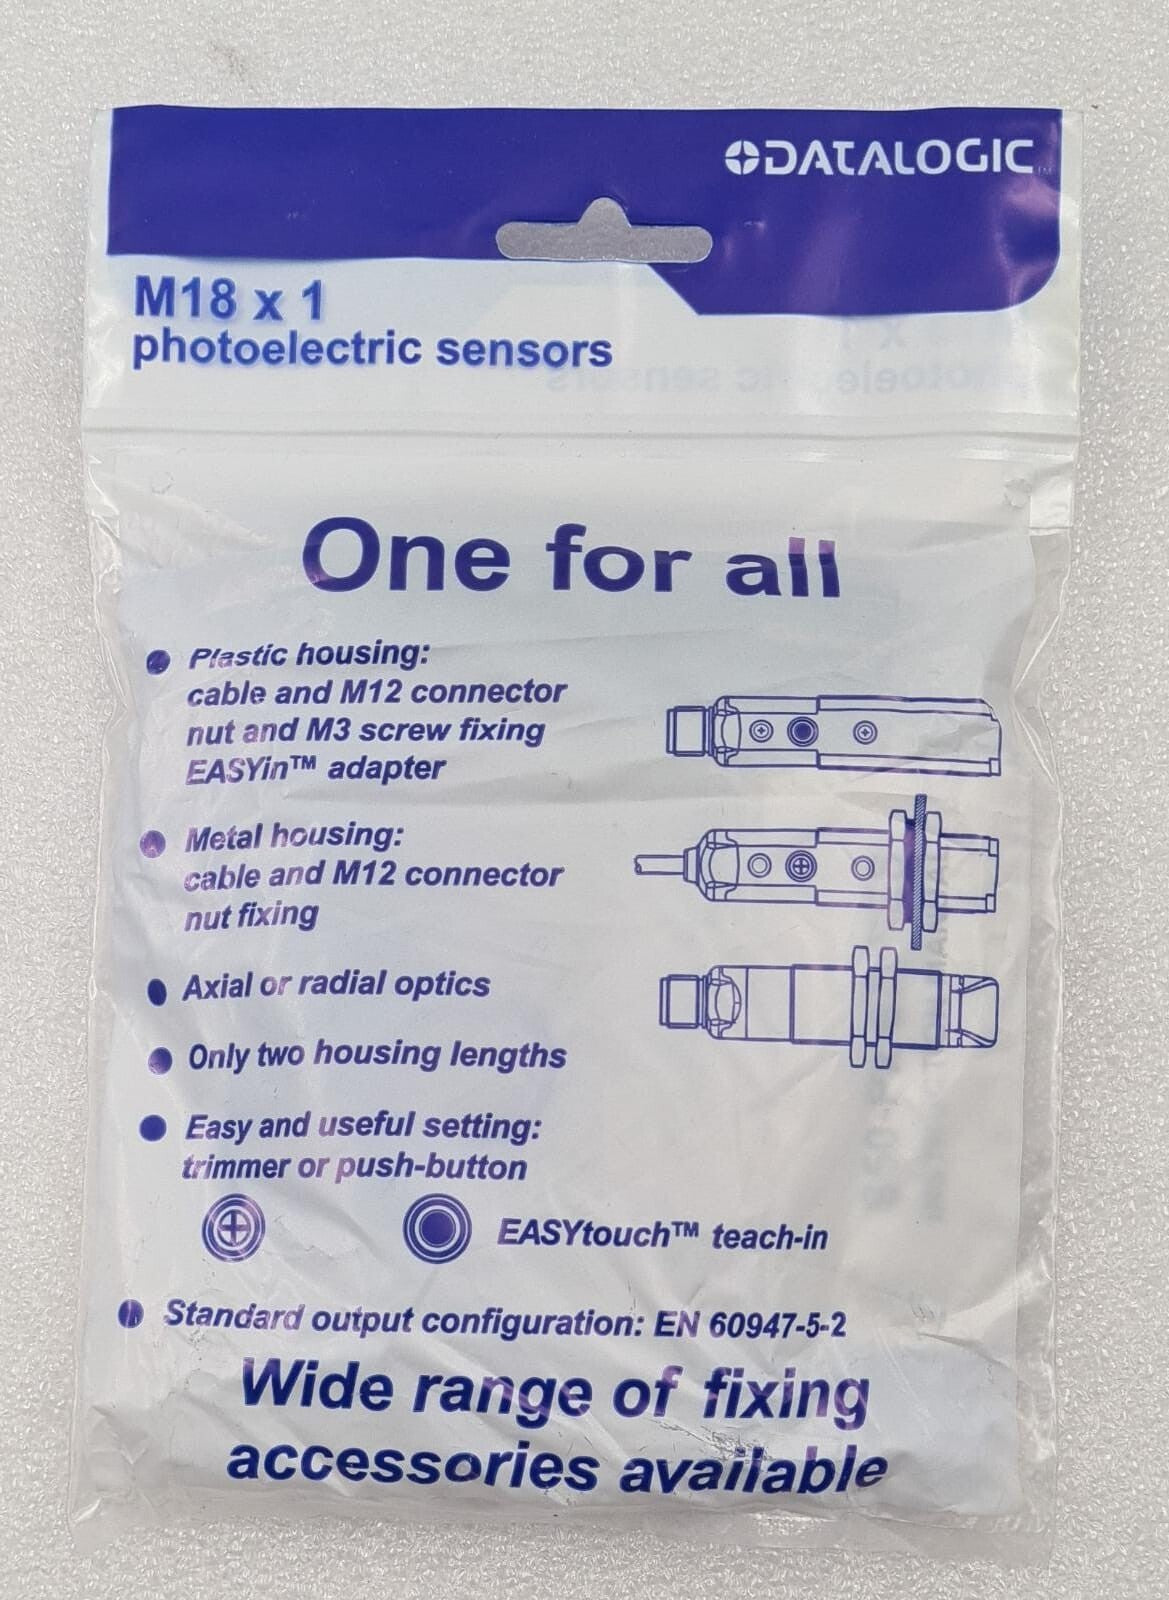 DATALOGIC™
M18 x 1
photoelectric sensors
One for all
Plastic housing:
cable and M12 connector
nut and M3 screw fixing
EASYin™ adapter
Metal housing:
cable and M12 connector
nut fixing
Axial or radial optics
Only two housing lengths
Easy and useful setting:
trimmer or push-button
EASYtouch™ teach-in
Standard output configuration: EN 60947-5-2
Wide range of fixing
accessories available